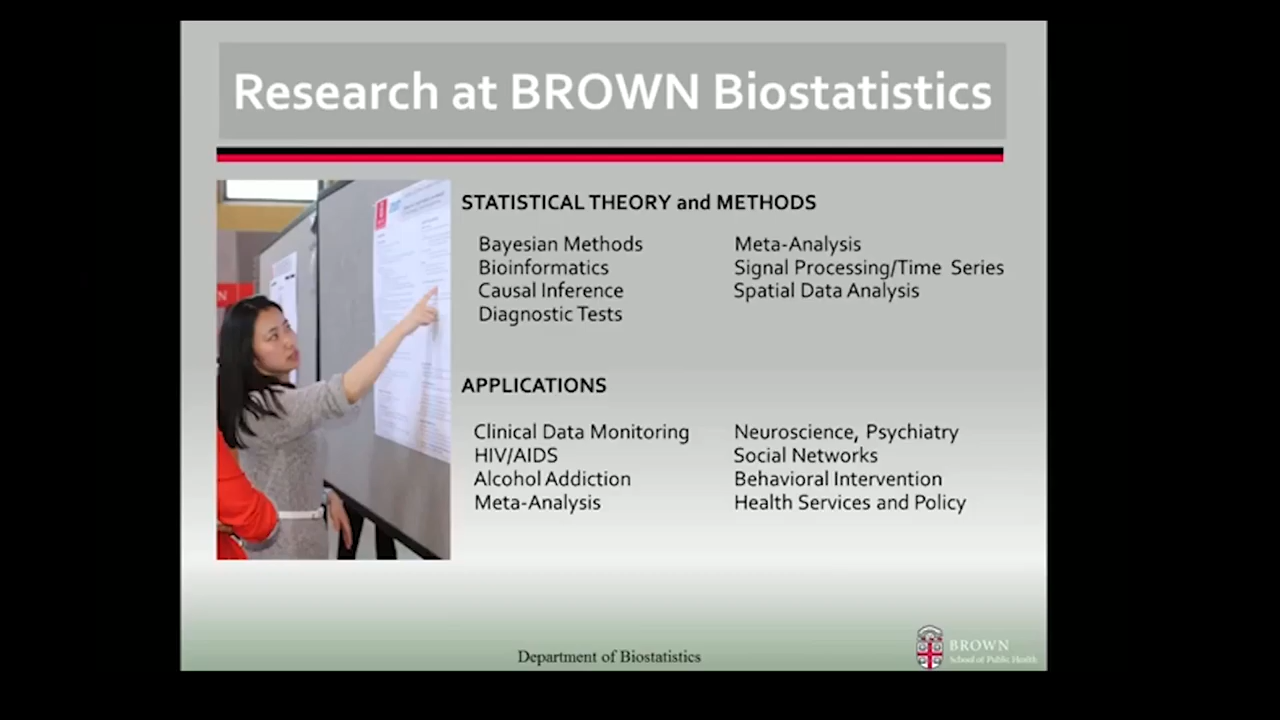 Research at BROWN Biostatistics
STATISTICAL THEORY and METHODS
Bayesian Methods
Bioinformatics
Causal Inference
Diagnostic Tests
Meta-Analysis
Signal Processing/Time Series
Spatial Data Analysis
APPLICATIONS
Clinical Data Monitoring
HIV/AIDS
Alcohol Addiction
Meta-Analysis
Neuroscience, Psychiatry
Social Networks
Behavioral Intervention
Health Services and Policy
Department of Biostatistics
BROWN
School of Public Health